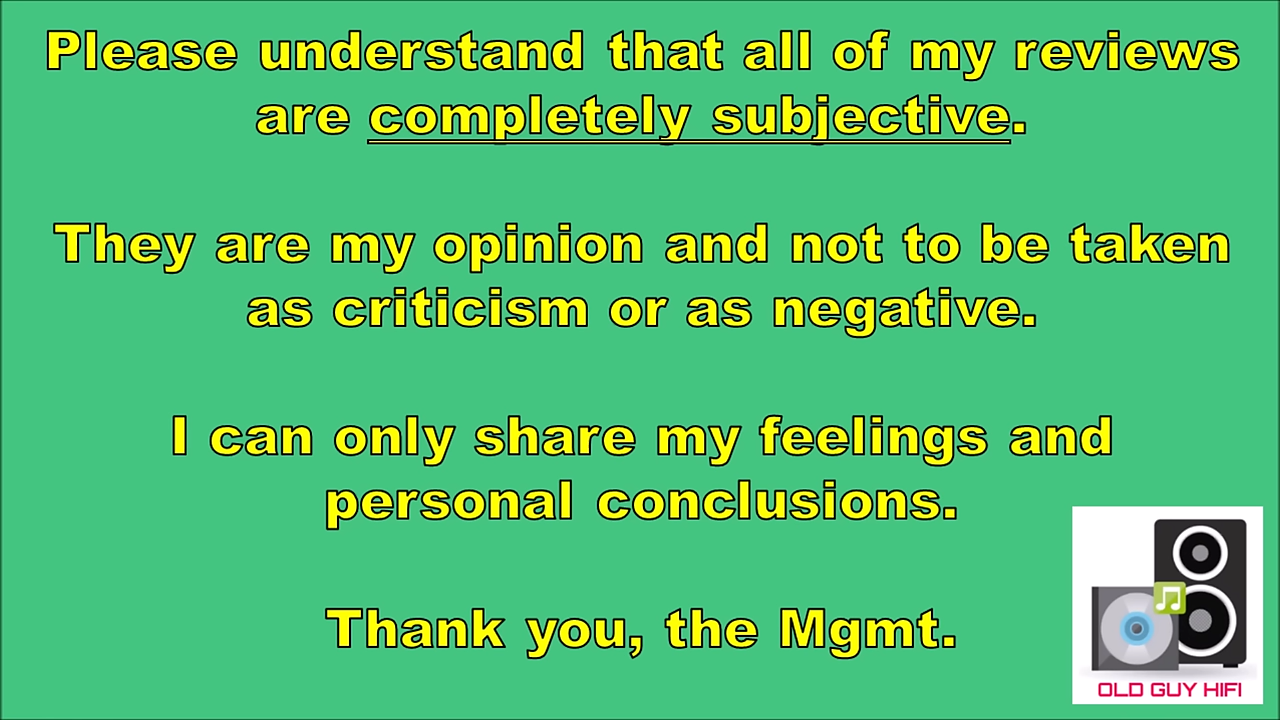 Please understand that all of my reviews
are completely subjective.
They are my opinion and not to be taken
as criticism or as negative.
I can only share my feelings and
personal conclusions.
Thank you, the Mgmt.
OLD GUY HIFI